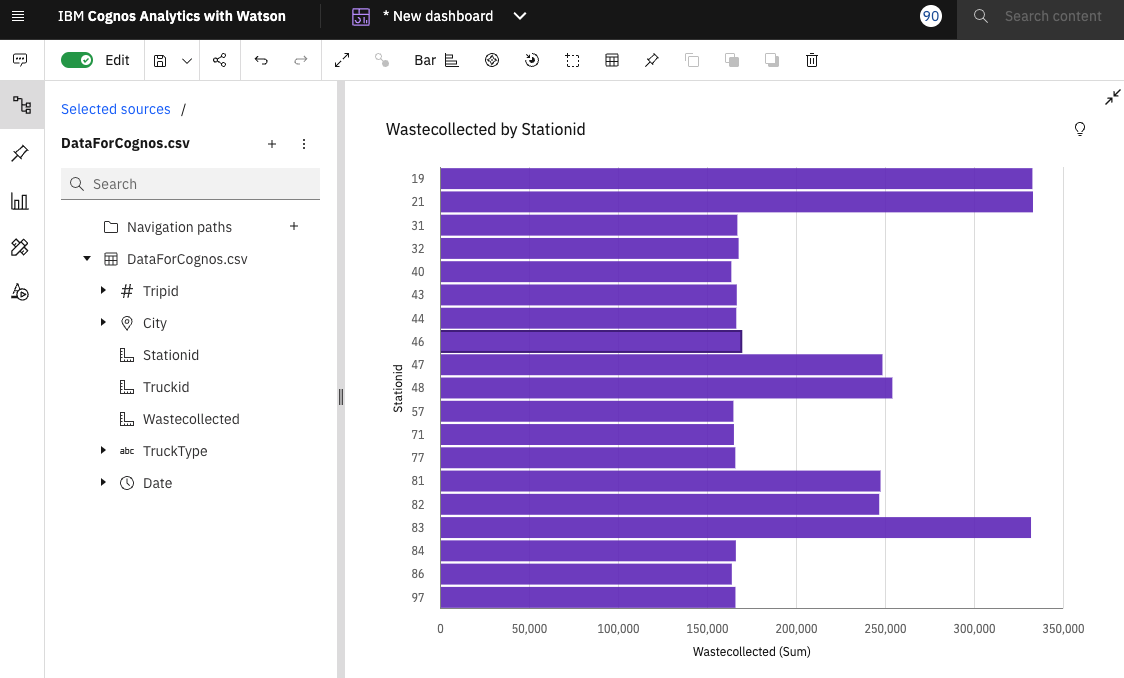 IBM Cognos Analytics with Watson
* New dashboard
90
Search content
Edit
Bar
Selected sources /
DataForCognos.csv
Search
Navigation paths
DataForCognos.csv
Tripid
City
Stationid
Truckid
Wastecollected
abc TruckType
Date
Wastecollected by Stationid
Stationid
19
21
31
32
40
43
44
46
47
48
57
71
77
81
82
83
84
86
97
0 50,000 100,000 150,000 200,000 250,000 300,000 350,000
Wastecollected (Sum)